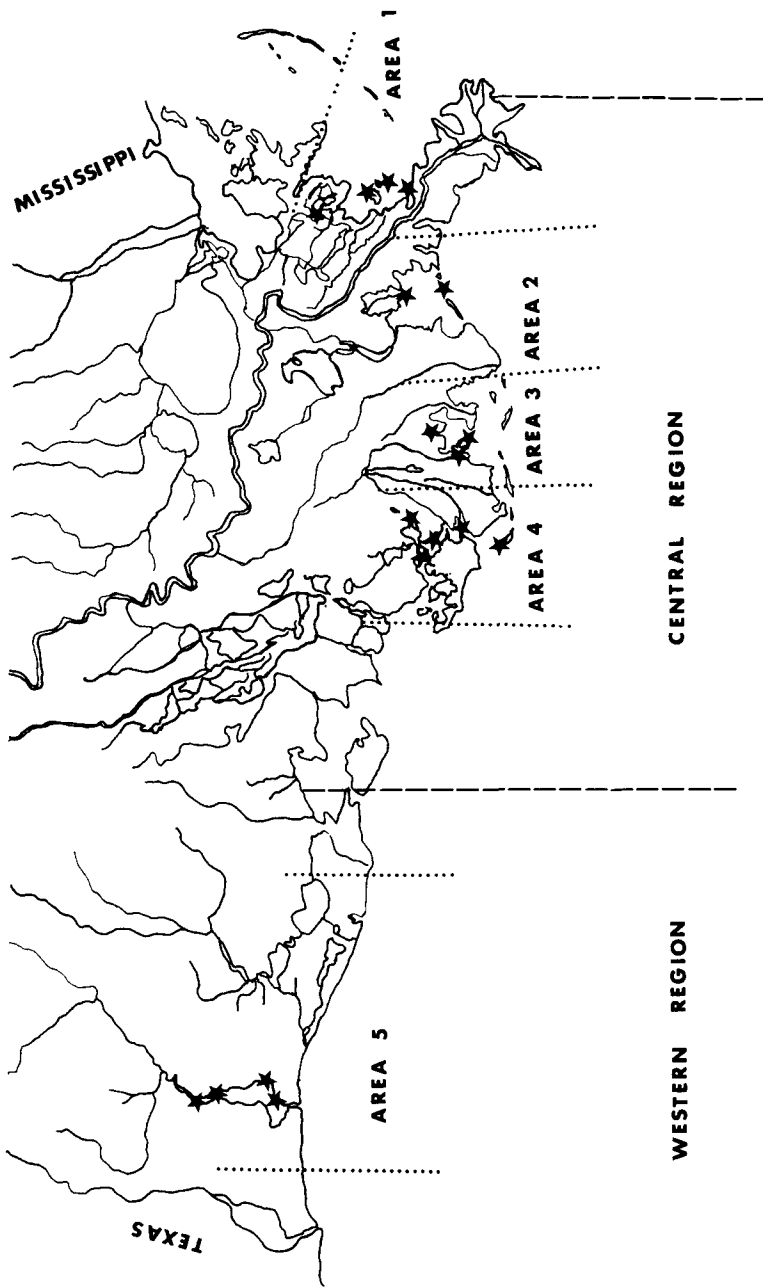 MISSISSIPPI
AREA 1
AREA 2
AREA 3
AREA 4
CENTRAL REGION
AREA 5
WESTERN REGION
TEXAS